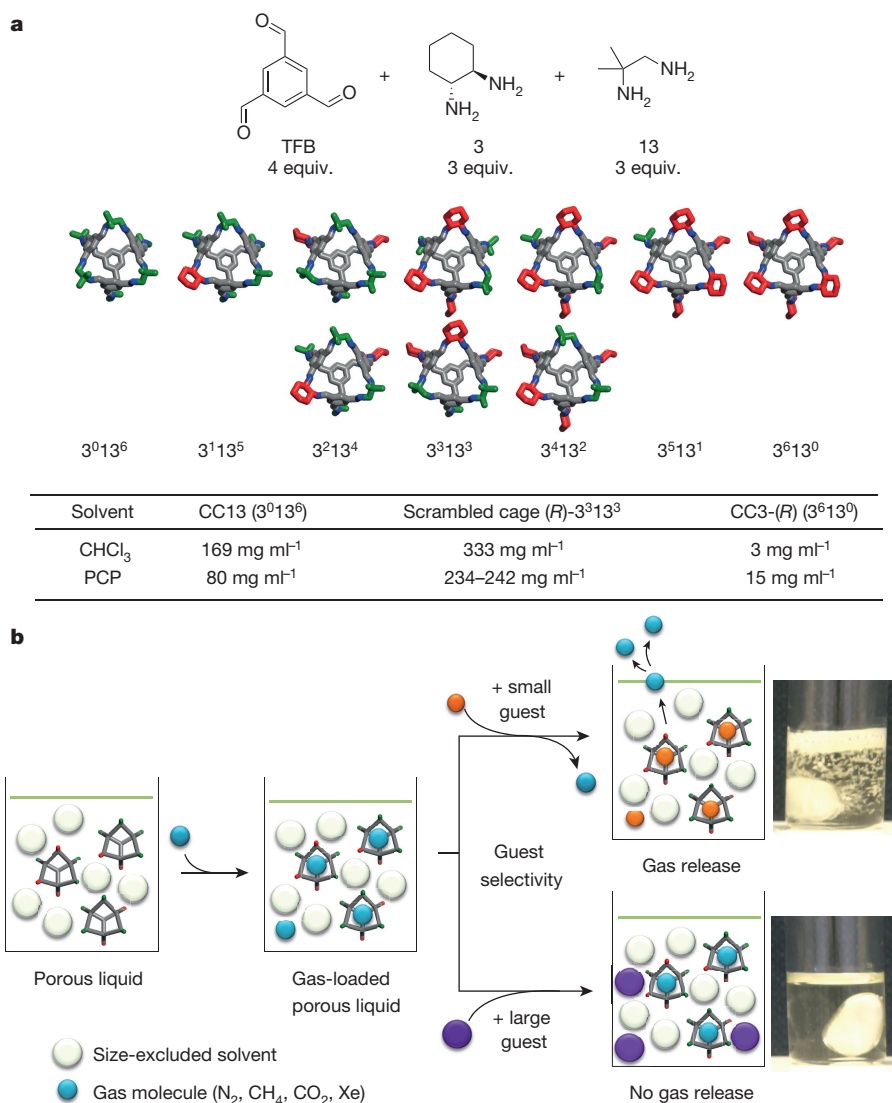 a
O
O
O
+
NH₂
NH₂
+
NH₂
NH₂
TFB
3
13
4 equiv.
3 equiv.
3 equiv.
3⁰13⁶
3¹13⁵
3²13⁴
3³13³
3⁴13²
3⁵13¹
3⁶13⁰
Solvent CC13 (3⁰13⁶) Scrambled cage (R)-3³13³ CC3-(R) (3⁶13⁰)
CHCl₃ 169 mg ml⁻¹ 333 mg ml⁻¹ 3 mg ml⁻¹
PCP 80 mg ml⁻¹ 234–242 mg ml⁻¹ 15 mg ml⁻¹
b
+ small
guest
Gas release
Guest
selectivity
Porous liquid
Gas-loaded
porous liquid
+ large
guest
No gas release
Size-excluded solvent
Gas molecule (N₂, CH₄, CO₂, Xe)